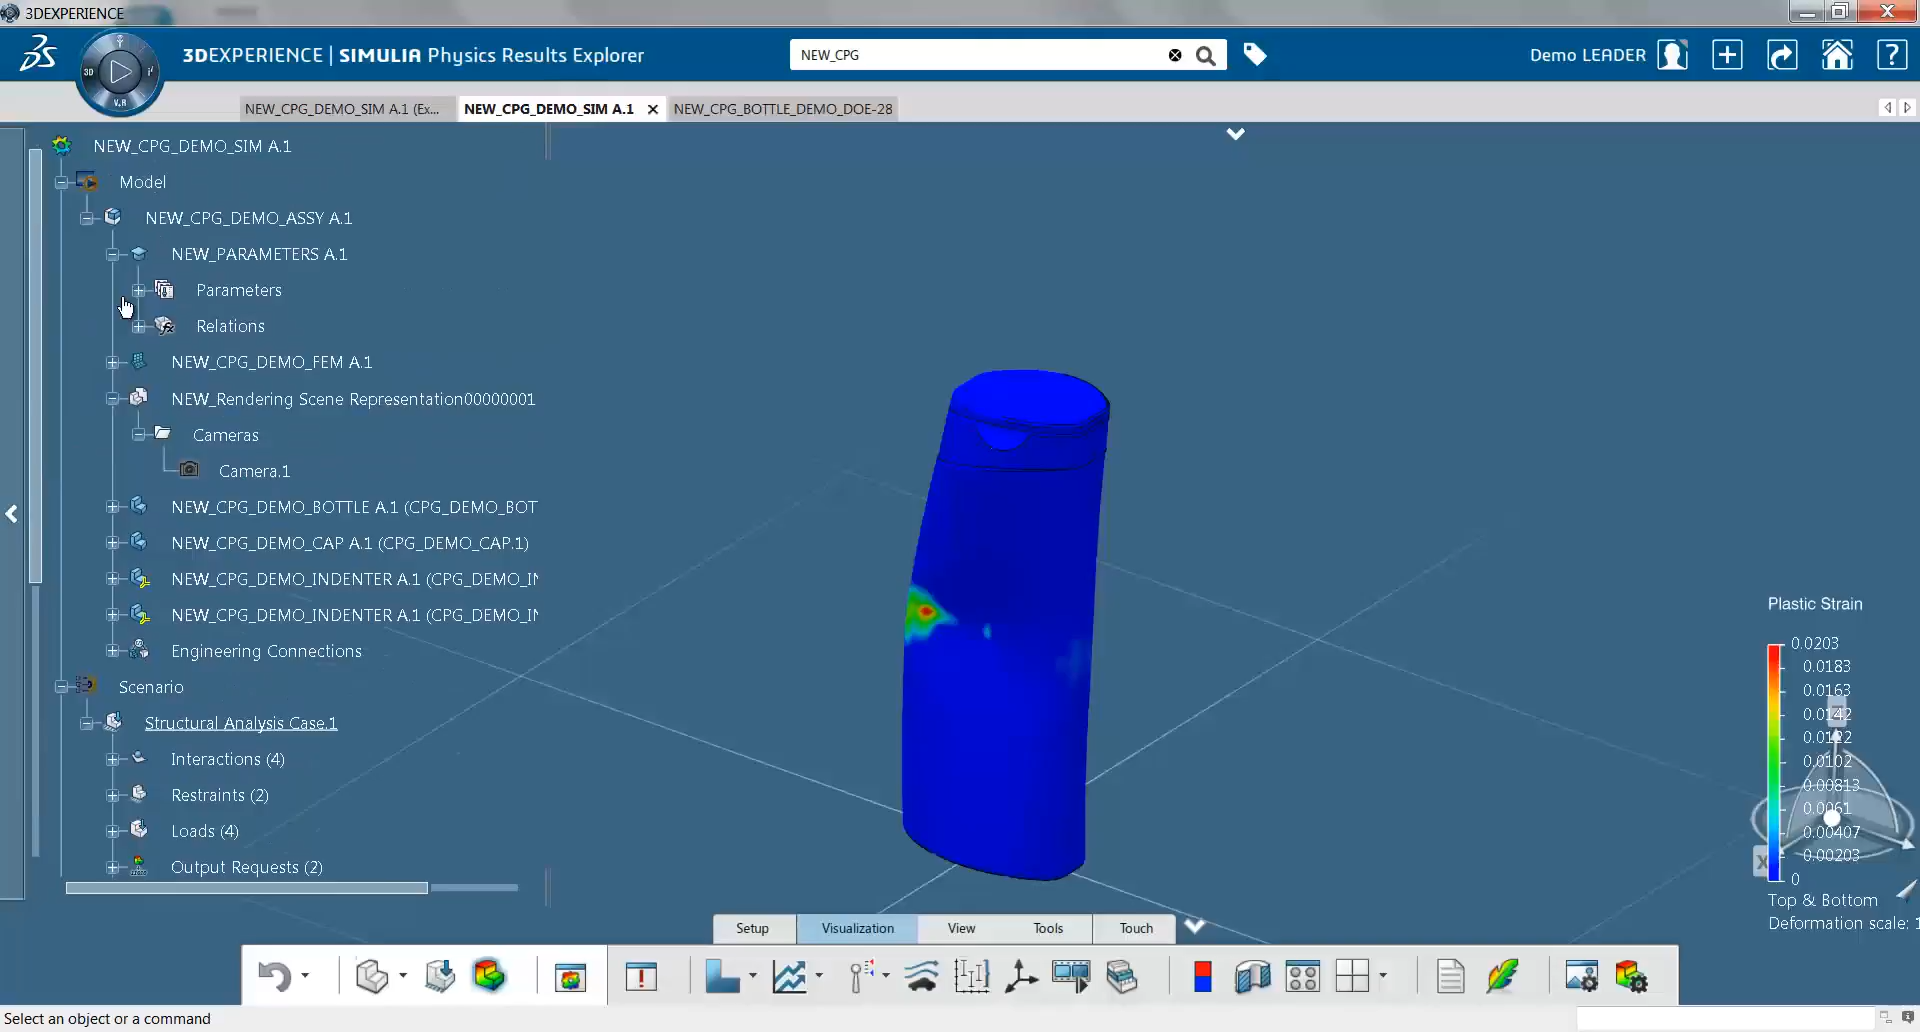 3DEXPERIENCE
3DEXPERIENCE | SIMULIA Physics Results Explorer
NEW_CPG
Demo LEADER
3D
V.R
NEW_CPG_DEMO_SIM A.1 (Ex...
NEW_CPG_DEMO_SIM A.1
NEW_CPG_BOTTLE_DEMO_DOE-28
NEW_CPG_DEMO_SIM A.1
Model
NEW_CPG_DEMO_ASSY A.1
NEW_PARAMETERS A.1
Parameters
Relations
NEW_CPG_DEMO_FEM A.1
NEW_Rendering Scene Representation00000001
Cameras
Camera.1
NEW_CPG_DEMO_BOTTLE A.1 (CPG_DEMO_BOT
NEW_CPG_DEMO_CAP A.1 (CPG_DEMO_CAP.1)
NEW_CPG_DEMO_INDENTER A.1 (CPG_DEMO_IN
NEW_CPG_DEMO_INDENTER A.1 (CPG_DEMO_IN
Engineering Connections
Scenario
Structural Analysis Case.1
Interactions (4)
Restraints (2)
Loads (4)
Output Requests (2)
Plastic Strain
0.0203
0.0183
0.0163
0.0142
0.0122
0.0102
0.00813
0.0061
0.00407
0.00203
0
X
Top & Bottom
Deformation scale: 1
Setup
Visualization
View
Tools
Touch
Select an object or a command